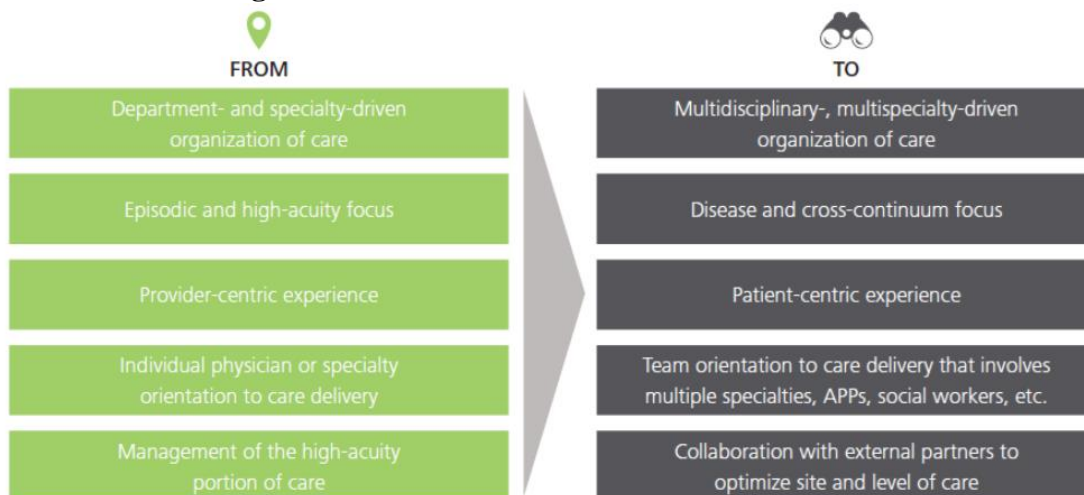 FROM
TO
Department- and specialty-driven
organization of care
Multidisciplinary-, multispecialty-driven
organization of care
Episodic and high-acuity focus
Disease and cross-continuum focus
Provider-centric experience
Patient-centric experience
Individual physician or specialty
orientation to care delivery
Team orientation to care delivery that involves
multiple specialties, APPs, social workers, etc.
Management of the high-acuity
portion of care
Collaboration with external partners to
optimize site and level of care